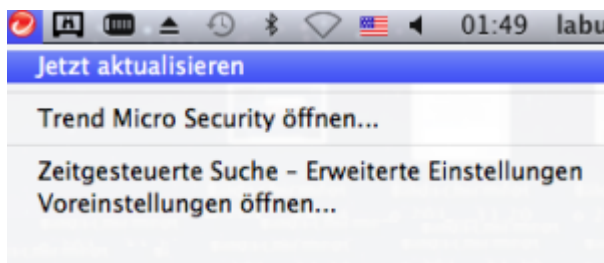 01:49 labu
Jetzt aktualisieren
Trend Micro Security öffnen...
Zeitgesteuerte Suche – Erweiterte Einstellungen
Voreinstellungen öffnen...